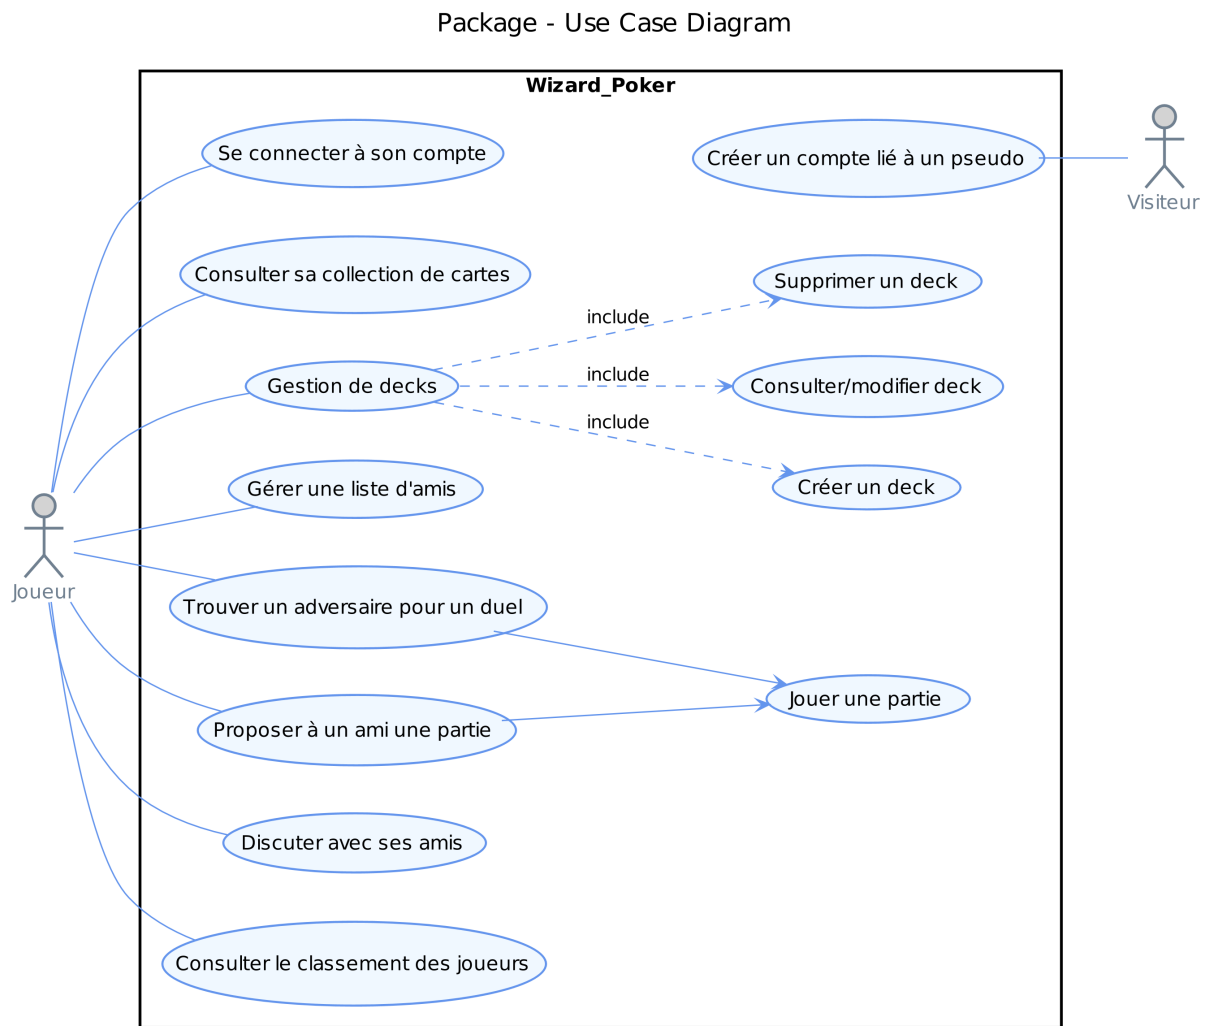 Package - Use Case Diagram
Wizard_Poker
Se connecter à son compte
Créer un compte lié à un pseudo
Visiteur
Consulter sa collection de cartes
Supprimer un deck
include
Gestion de decks
include
Consulter/modifier deck
include
Gérer une liste d'amis
Créer un deck
Joueur
Trouver un adversaire pour un duel
Jouer une partie
Proposer à un ami une partie
Discuter avec ses amis
Consulter le classement des joueurs